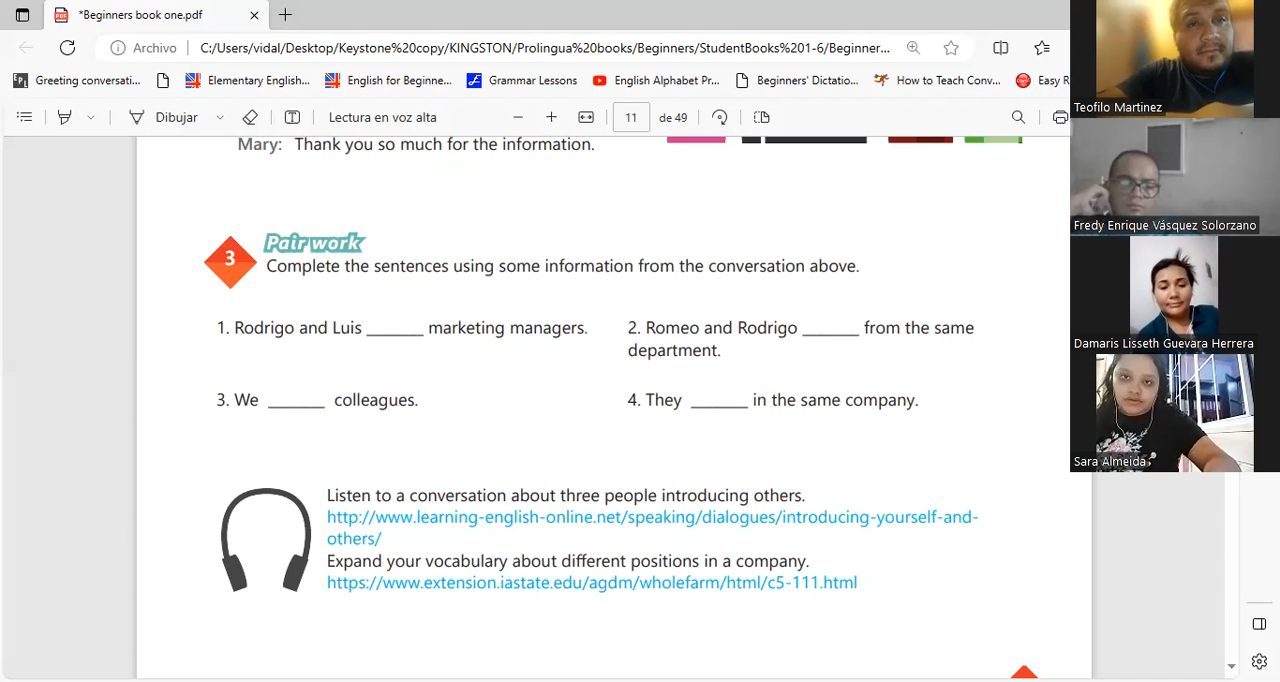 *Beginners book one.pdf
Archivo C:/Users/vidal/Desktop/Keystone%20copy/KINGSTON/Prolingua%20books/Beginners/StudentBooks%201-6/Beginner...
Greeting conversati... Elementary English... English for Beginne... Grammar Lessons English Alphabet Pr... Beginners' Dictatio... How to Teach Conv... Easy R
Dibujar Lectura en voz alta 11 de 49
Mary: Thank you so much for the information.
3 Pair work
Complete the sentences using some information from the conversation above.
1. Rodrigo and Luis ______ marketing managers.
2. Romeo and Rodrigo ______ from the same
department.
3. We ______ colleagues.
4. They ______ in the same company.
Listen to a conversation about three people introducing others.
http://www.learning-english-online.net/speaking/dialogues/introducing-yourself-and-
others/
Expand your vocabulary about different positions in a company.
https://www.extension.iastate.edu/agdm/wholefarm/html/c5-111.html
Teofilo Martinez
Fredy Enrique Vásquez Solorzano
Damaris Lisseth Guevara Herrera
Sara Almeida